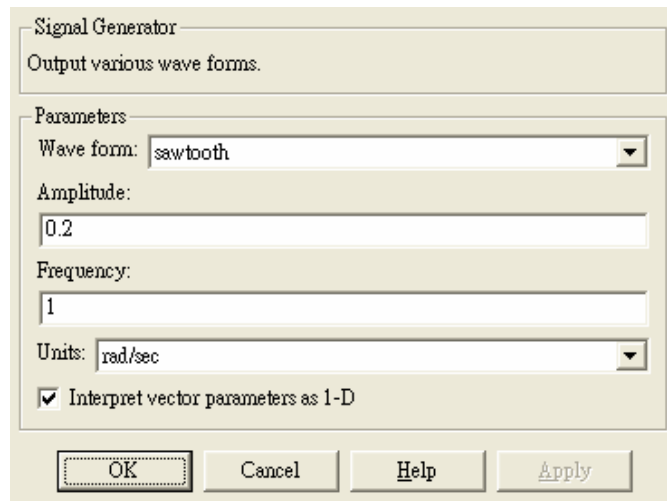 Signal Generator
Output various wave forms.
Parameters
Wave form: sawtooth
Amplitude:
0.2
Frequency:
1
Units: rad/sec
Interpret vector parameters as 1-D
OK Cancel Help Apply